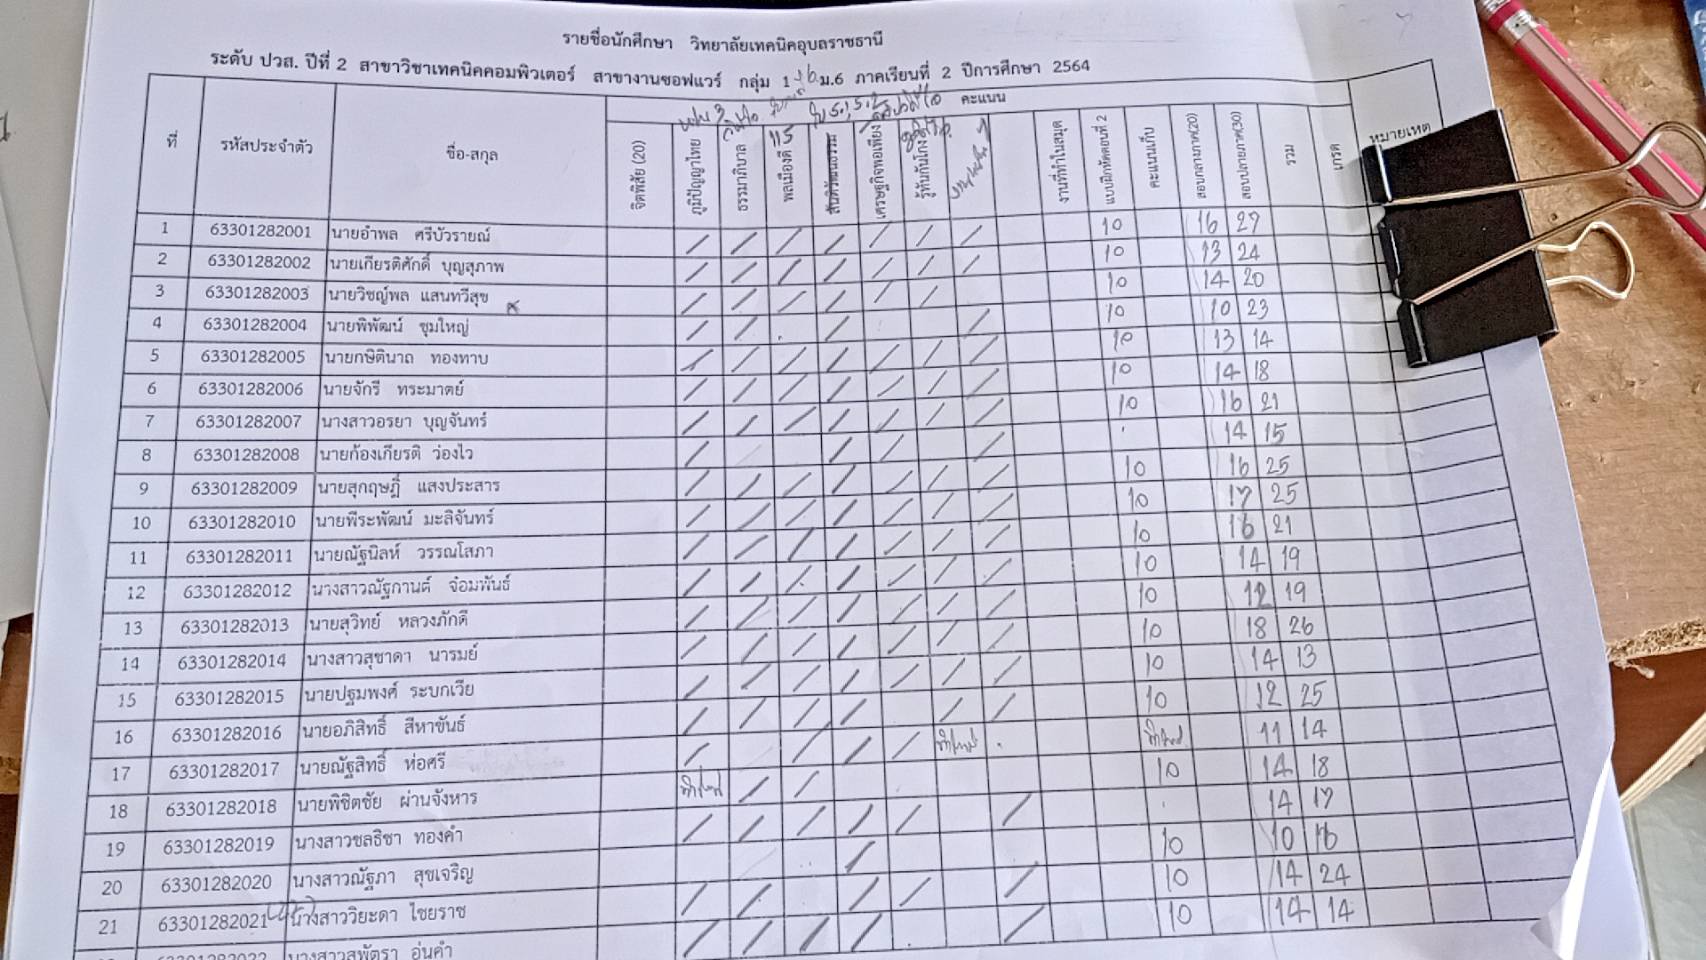 รายชื่อนักศึกษา วิทยาลัยเทคนิคอุบลราชธานี
ระดับ ปวส. ปีที่ 2 สาขาวิชาเทคนิคคอมพิวเตอร์ สาขางานซอฟแวร์ กลุ่ม 1 ม.6 ภาคเรียนที่ 2 ปีการศึกษา 2564
ที่ รหัสประจำตัว ชื่อ-สกุล คะแนน หมายเหตุ
จิตพิสัย (20) ภูมิปัญญาไทย ธรรมาภิบาล พลเมืองดี สันติวัฒนธรรม เศรษฐกิจพอเพียง รู้ทันกันโกง งานที่ทำในสมุด แบบฝึกหัดตอนที่ 2 คะแนนเก็บ สอบกลางภาค(20) สอบปลายภาค(30) รวม เกรด
1 63301282001 นายอำพล ศรีบัวรายณ์ / / / / / / / 10 16 27
2 63301282002 นายเกียรติศักดิ์ บุญสุภาพ / / / / / / / 10 13 24
3 63301282003 นายวิชญ์พล แสนทวีสุข / / / / / / 10 14 20
4 63301282004 นายพิพัฒน์ ชุมใหญ่ / / / / 10 10 23
5 63301282005 นายกษิตินาถ ทองทาบ / / / / / / / 10 13 14
6 63301282006 นายจักรี ทระมาตย์ / / / / / / / 10 14 18
7 63301282007 นางสาวอรยา บุญจันทร์ / / / / / / / 10 16 21
8 63301282008 นายก้องเกียรติ ว่องไว / / / / 14 15
9 63301282009 นายสุกฤษฎิ์ แสงประสาร / / / / / / / 10 16 25
10 63301282010 นายพีระพัฒน์ มะลิจันทร์ / / / / / / / 10 17 25
11 63301282011 นายณัฐนิลห์ วรรณโสภา / / / / / / / 10 16 21
12 63301282012 นางสาวณัฐกานต์ จ๋อมพันธ์ / / / / / / / 10 14 19
13 63301282013 นายสุวิทย์ หลวงภักดี / / / / / / / 10 12 19
14 63301282014 นางสาวสุชาดา นารมย์ / / / / / / / 10 18 26
15 63301282015 นายปฐมพงศ์ ระบกเวีย / / / / / / / 10 14 13
16 63301282016 นายอภิสิทธิ์ สีหาขันธ์ / / / / / / 10 12 25
17 63301282017 นายณัฐสิทธิ์ ห่อศรี / / / / 11 14
18 63301282018 นายพิชิตชัย ผ่านจังหาร / / 10 14 18
19 63301282019 นางสาวชลธิชา ทองคำ / / / / / / 14 17
20 63301282020 นางสาวณัฐภา สุขเจริญ / 10 10 16
21 63301282021 นางสาววิยะดา ไชยราช / / / / / 10 14 24
63301282022 นางสาวสุพัตรา อุ่นคำ / / / / / 10 14 14